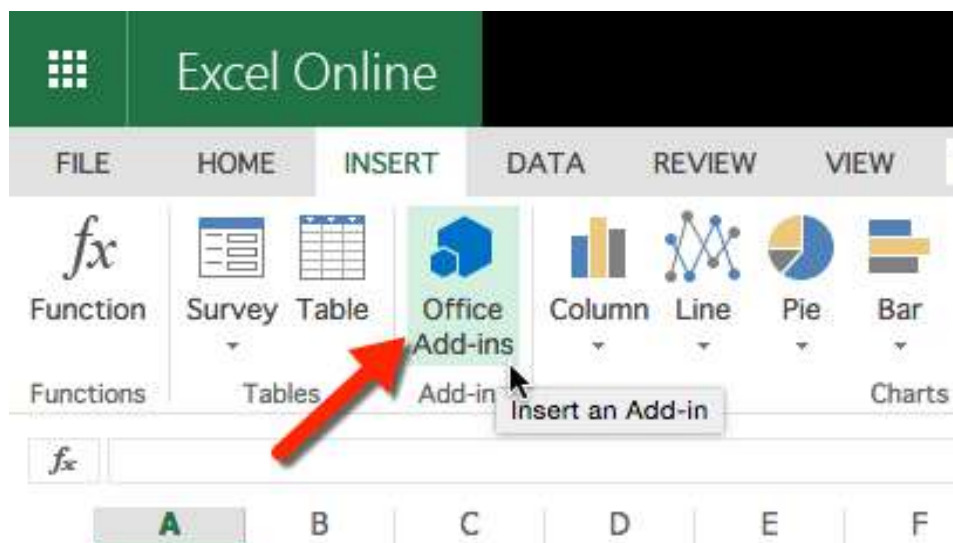 Excel Online
FILE HOME INSERT DATA REVIEW VIEW
fx
Function Survey Table Office Add-ins Column Line Pie Bar
Functions Tables Add-in Charts
Insert an Add-in
fx
A B C D E F